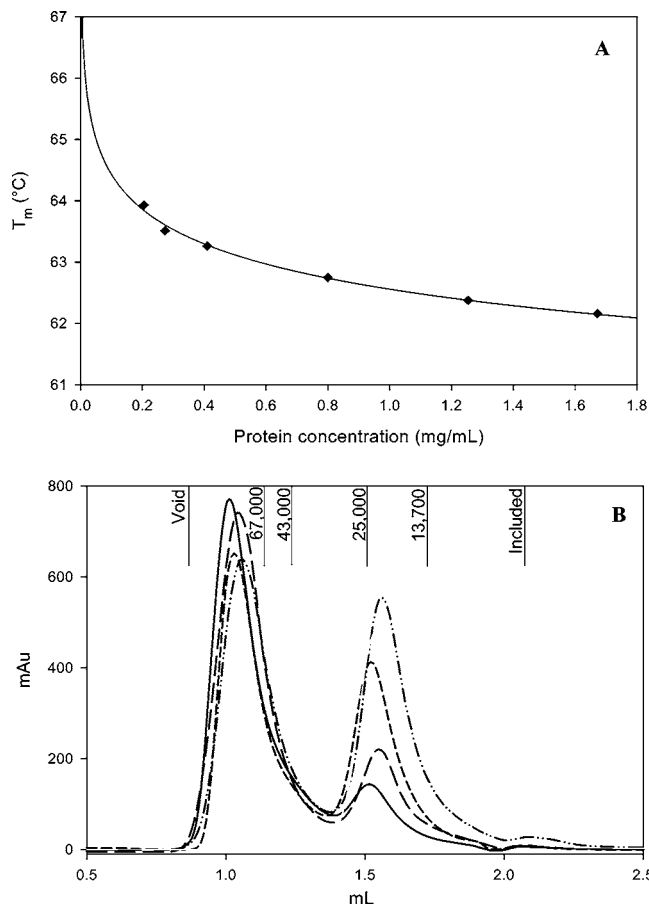 67
A
66
65
64
63
62
61
T_m (°C)
0.0 0.2 0.4 0.6 0.8 1.0 1.2 1.4 1.6 1.8
Protein concentration (mg/mL)
800
Void
67,000
43,000
25,000
13,700
Included
B
600
400
200
0
mAu
0.5 1.0 1.5 2.0 2.5
mL